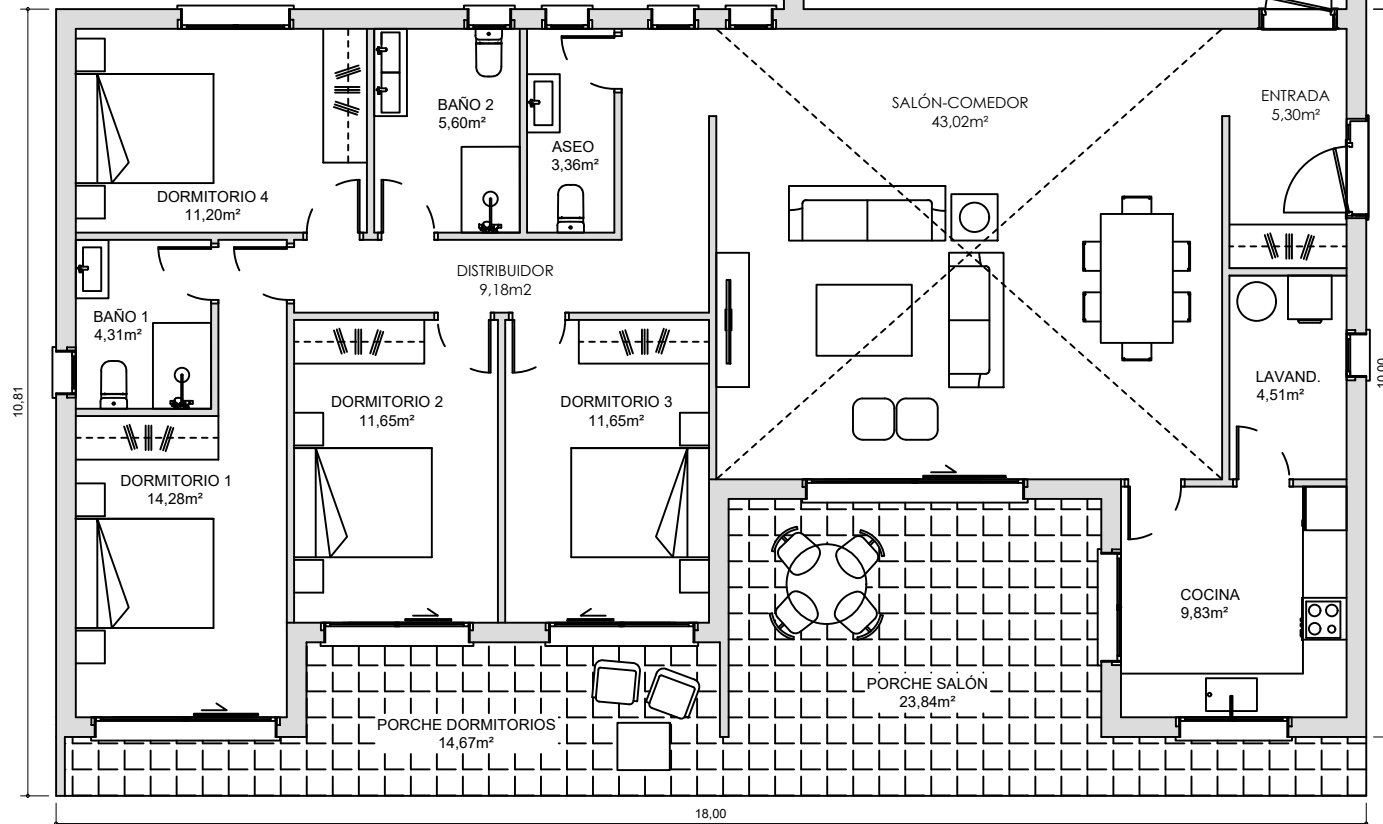 SALÓN-COMEDOR
43,02m²
ENTRADA
5,30m²
BAÑO 2
5,60m²
ASEO
3,36m²
DORMITORIO 4
11,20m²
DISTRIBUIDOR
9,18m2
BAÑO 1
4,31m²
DORMITORIO 2
11,65m²
DORMITORIO 3
11,65m²
LAVAND.
4,51m²
10,81
10,00
DORMITORIO 1
14,28m²
COCINA
9,83m²
PORCHE SALÓN
23,84m²
PORCHE DORMITORIOS
14,67m²
18,00